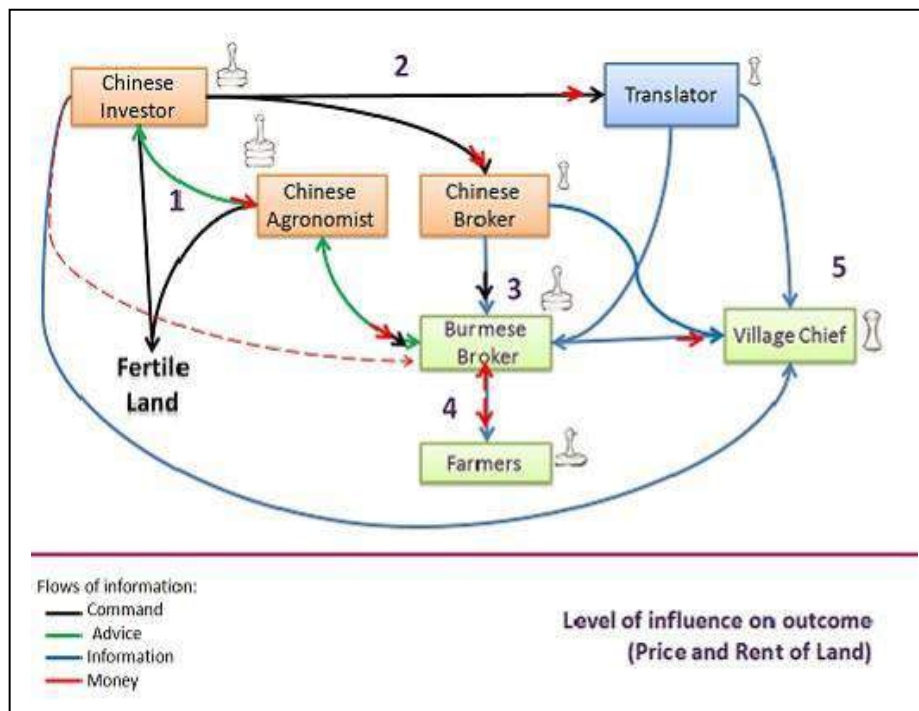 2
Chinese
Investor
Translator
1
Chinese
Agronomist
Chinese
Broker
3
5
Burmese
Broker
Village Chief
Fertile
Land
4
Farmers
Flows of information:
Command
Advice
Information
Money
Level of influence on outcome
(Price and Rent of Land)